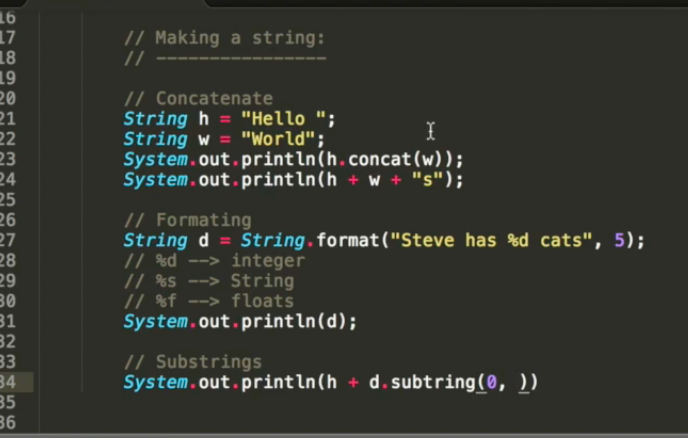 16
17 // Making a string:
18 // ----------------
19
20 // Concatenate
21 String h = "Hello ";
22 String w = "World";
23 System.out.println(h.concat(w));
24 System.out.println(h + w + "s");
25
26 // Formating
27 String d = String.format("Steve has %d cats", 5);
28 // %d --> integer
29 // %s --> String
30 // %f --> floats
31 System.out.println(d);
32
33 // Substrings
34 System.out.println(h + d.subtring(0, ))
35
36